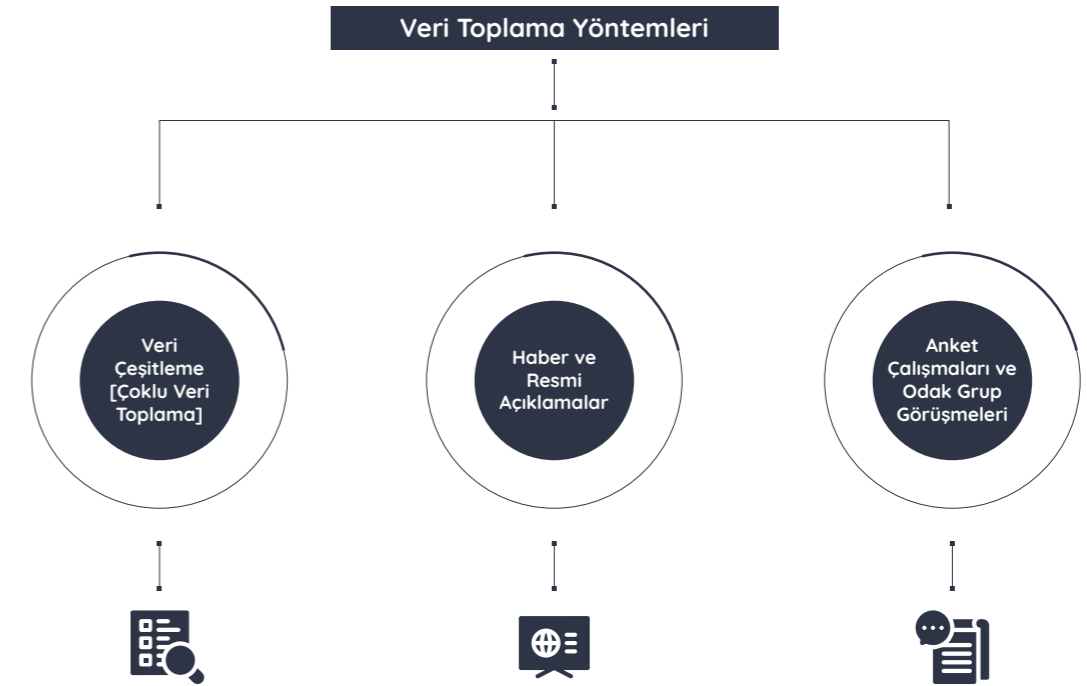 Veri Toplama Yöntemleri
Veri
Çeşitleme
[Çoklu Veri
Toplama]
Haber ve
Resmi
Açıklamalar
Anket
Çalışmaları ve
Odak Grup
Görüşmeleri